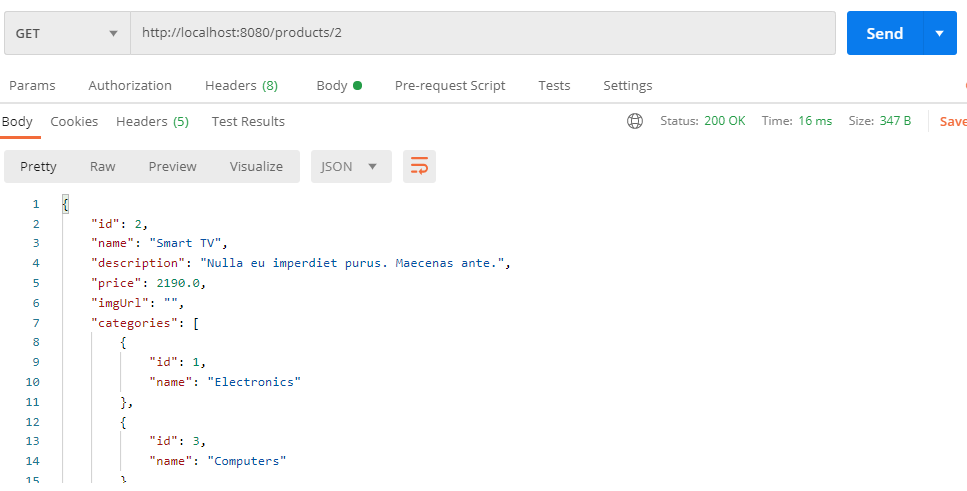 GET http://localhost:8080/products/2 Send
Params Authorization Headers (8) Body Pre-request Script Tests Settings
Body Cookies Headers (5) Test Results Status: 200 OK Time: 16 ms Size: 347 B Save
Pretty Raw Preview Visualize JSON
1 {
2 "id": 2,
3 "name": "Smart TV",
4 "description": "Nulla eu imperdiet purus. Maecenas ante.",
5 "price": 2190.0,
6 "imgUrl": "",
7 "categories": [
8 {
9 "id": 1,
10 "name": "Electronics"
11 },
12 {
13 "id": 3,
14 "name": "Computers"
15 }